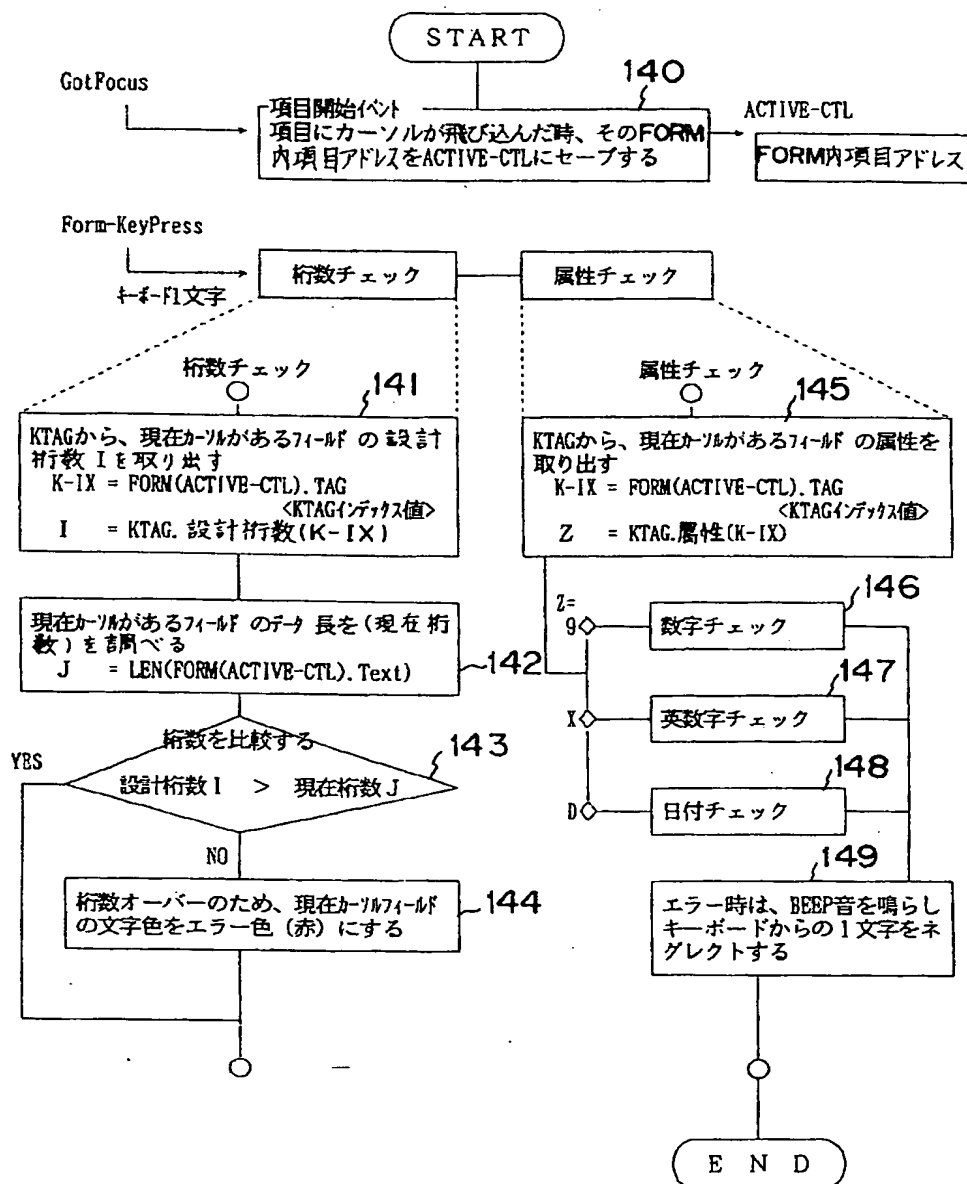 START
140
GotFocus
項目開始イベント
項目にカーソルが飛び込んだ時、そのFORM
内項目アドレスをACTIVE-CTLにセーブする
ACTIVE-CTL
FORM内項目アドレス
Form-KeyPress
キーボード1文字
桁数チェック
属性チェック
桁数チェック
141
KTAGから、現在カーソルがあるフィールド の設計
桁数 I を取り出す
K-IX = FORM(ACTIVE-CTL).TAG
<KTAGインデックス値>
I = KTAG. 設計桁数(K-IX)
現在カーソルがあるフィールド のデータ 長を(現在桁
数)を調べる
J = LEN(FORM(ACTIVE-CTL).Text)
142
桁数を比較する
設計桁数 I > 現在桁数 J
143
YES
NO
桁数オーバーのため、現在カーソルフィールド
の文字色をエラー色 (赤) にする
144
属性チェック
145
KTAGから、現在カーソルがあるフィールド の属性を
取り出す
K-IX = FORM(ACTIVE-CTL).TAG
<KTAGインデックス値>
Z = KTAG.属性(K-IX)
Z=
9
数字チェック
146
X
英数字チェック
147
D
日付チェック
148
149
エラー時は、BEEP音を鳴らし
キーボードからの1文字をネ
グレクトする
END